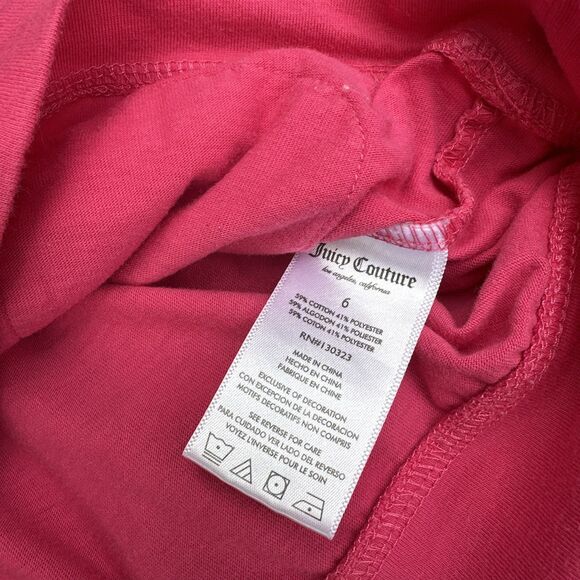 Juicy Couture
los angeles, california
6
59% COTTON 41% POLYESTER
59% ALGODON 41% POLIESTER
59% COTON 41% POLYESTER
RN#130323
MADE IN CHINA
HECHO EN CHINA
FABRIQUE EN CHINE
EXCLUSIVE OF DECORATION
CON EXCEPCION DE LA DECORACION
MOTIFS DECORATIFS NON COMPRIS
SEE REVERSE FOR CARE
PARA CUIDADO VER LADO DEL REVERSO
VOYEZ L'INVERSE POUR LE SOIN